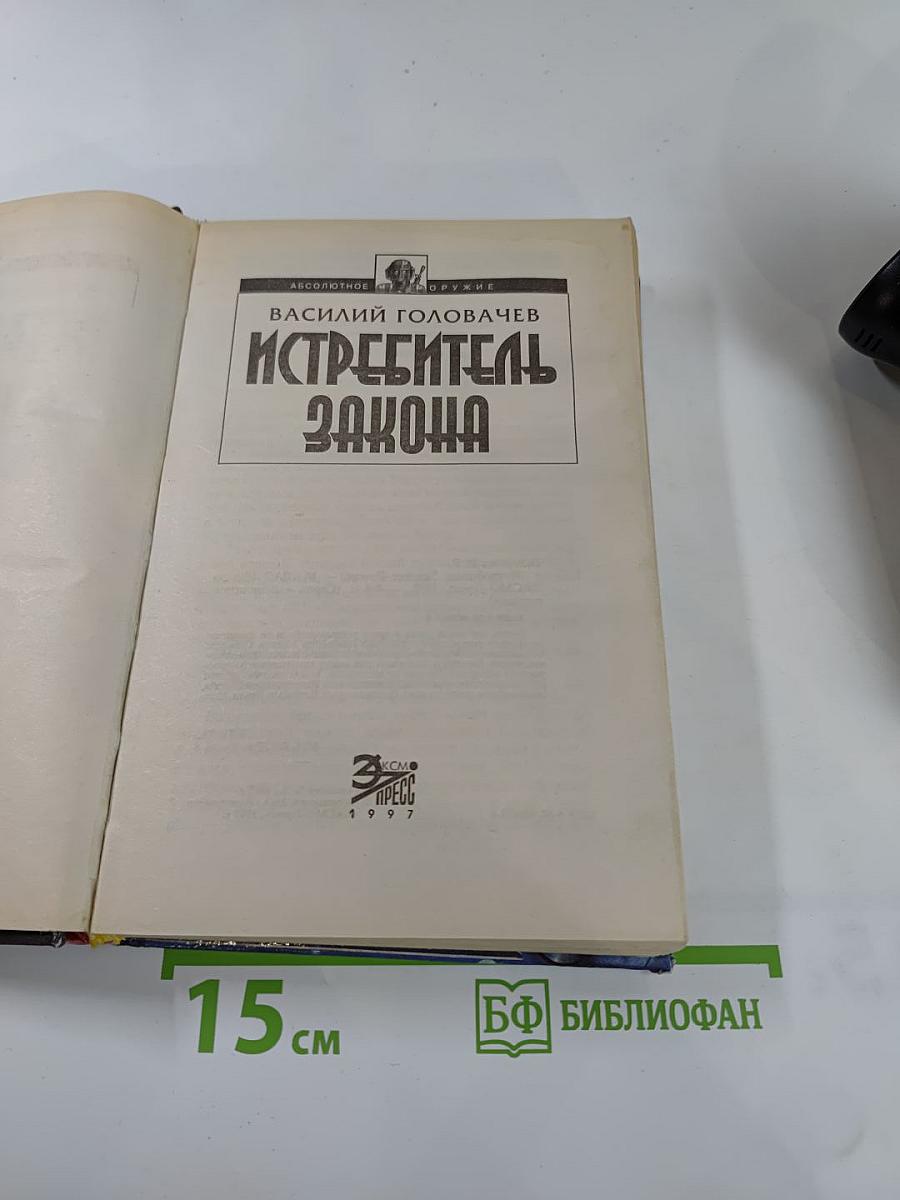 АБСОЛЮТНОЕ ОРУЖИЕ
ВАСИЛИЙ ГОЛОВАЧЕВ
ИСТРЕБИТЕЛЬ
ЗАКОНА
ЭКСМО
ПРЕСС
1997
15 см
БФ БИБЛИОФАН